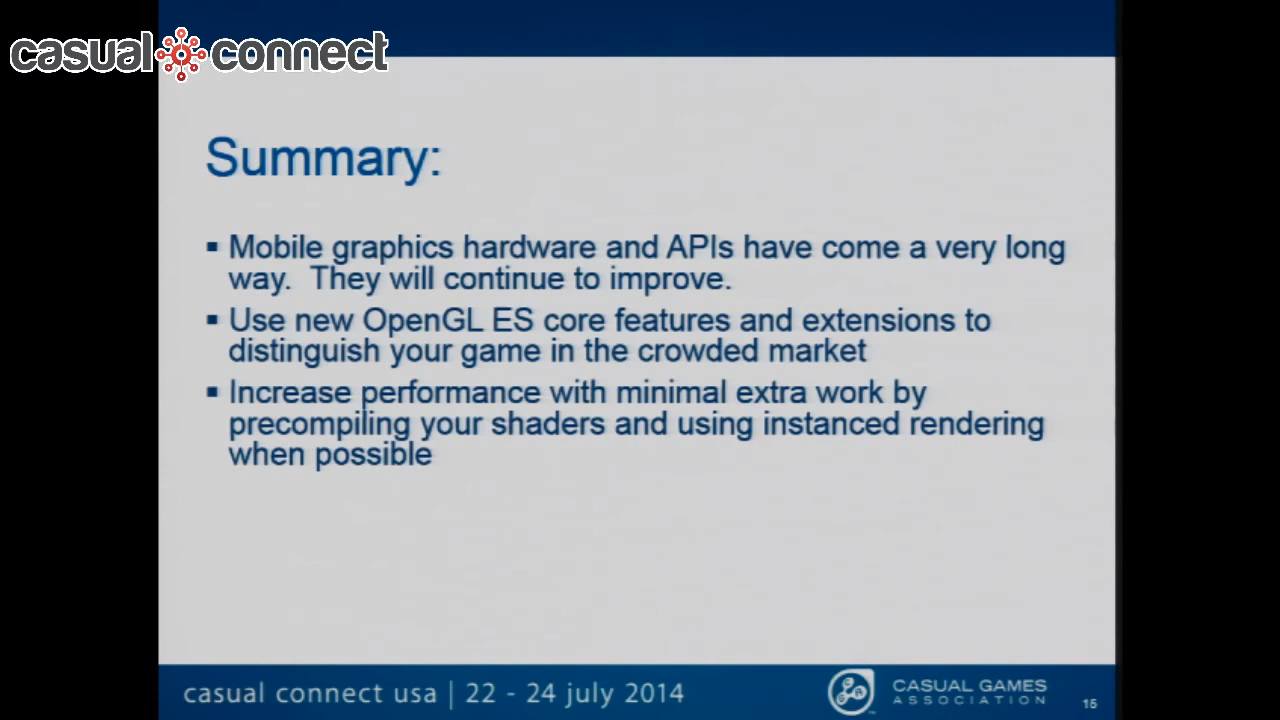 casual connect
Summary:
Mobile graphics hardware and APIs have come a very long
way. They will continue to improve.
Use new OpenGL ES core features and extensions to
distinguish your game in the crowded market
Increase performance with minimal extra work by
precompiling your shaders and using instanced rendering
when possible
casual connect usa | 22 - 24 july 2014
CASUAL GAMES
ASSOCIATION
15